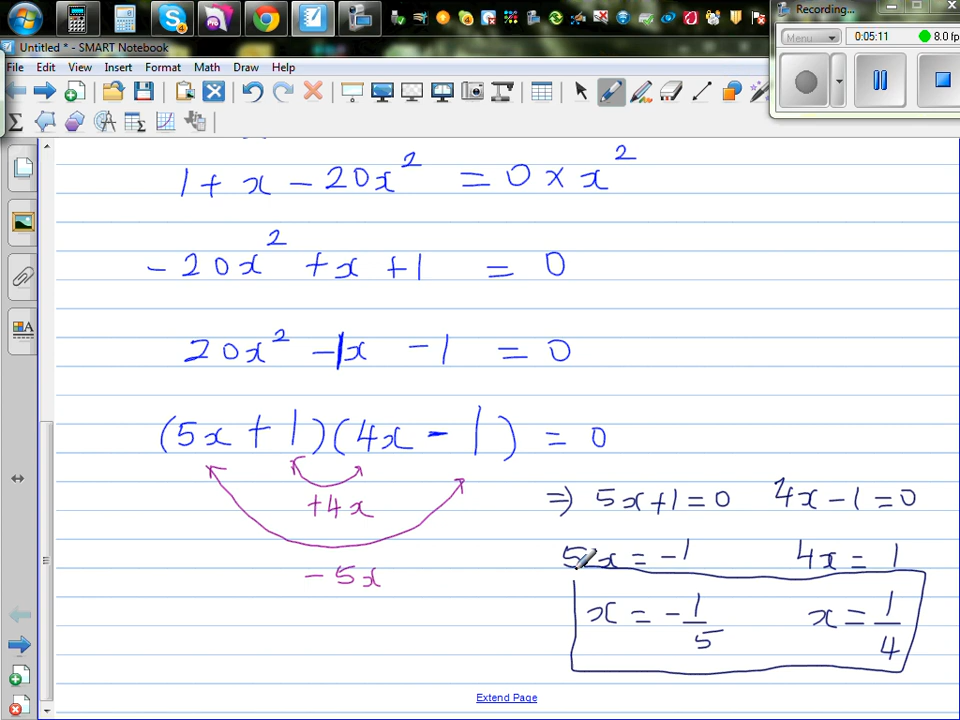 Recording...
Untitled * - SMART Notebook
Menu 0:05:11 8.0 fp
File Edit View Insert Format Math Draw Help
1 + x - 20x² = 0 × x²
- 20x² + x + 1 = 0
20x² - 1x - 1 = 0
(5x + 1)(4x - 1) = 0
+4x
- 5x
⇒ 5x+1=0 4x-1=0
5x = -1 4x = 1
x = -1/5 x = 1/4
Extend Page